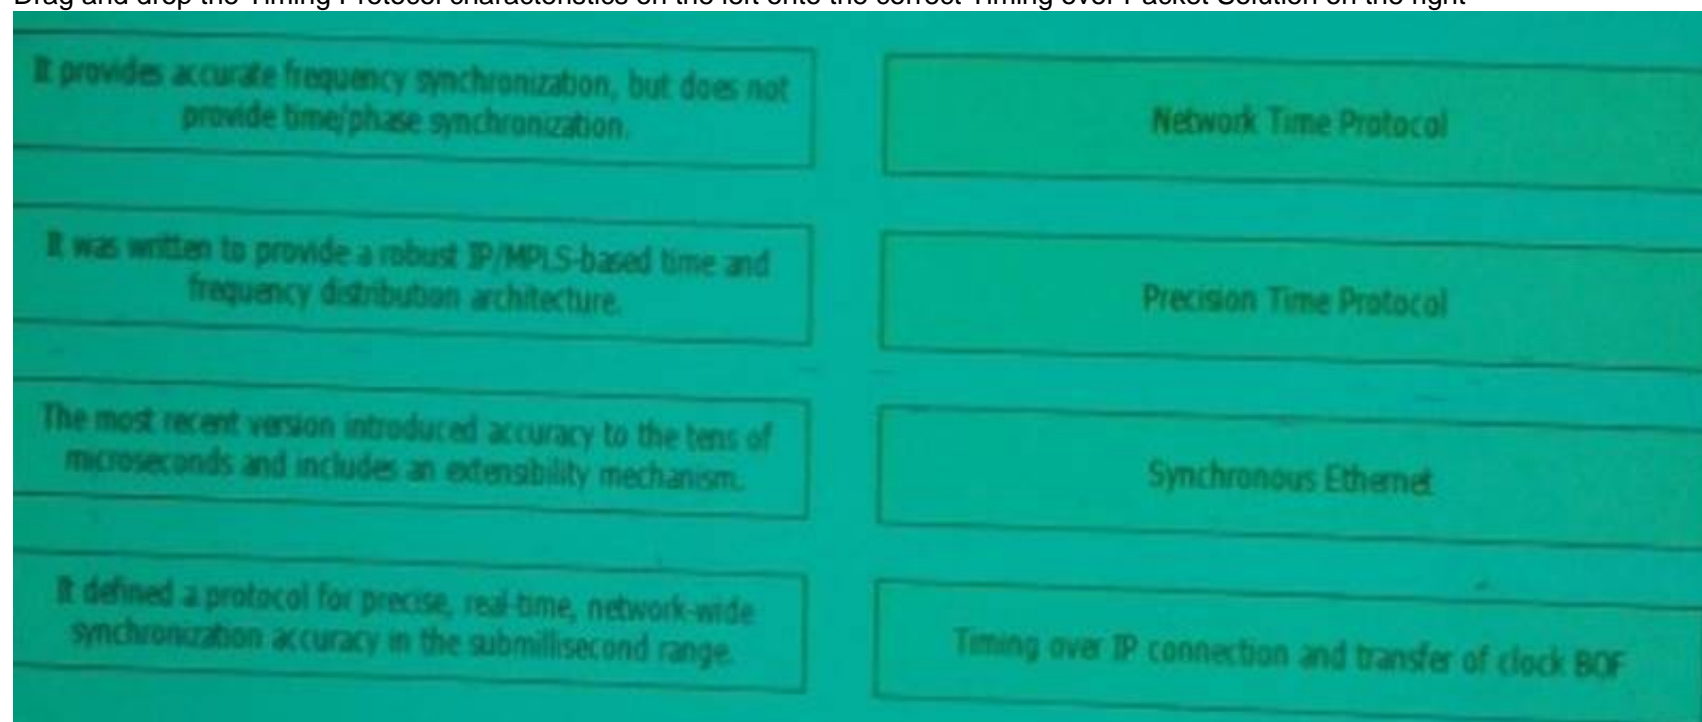 Drag and drop the Timing Protocol characteristics on the left onto the correct Timing over Packet Solution on the right
It provides accurate frequency synchronization, but does not
provide time/phase synchronization.
Network Time Protocol
It was written to provide a robust IP/MPLS-based time and
frequency distribution architecture.
Precision Time Protocol
The most recent version introduced accuracy to the tens of
microseconds and includes an extensibility mechanism.
Synchronous Ethernet
It defined a protocol for precise, real-time, network-wide
synchronization accuracy in the submillisecond range.
Timing over IP connection and transfer of clock BOF